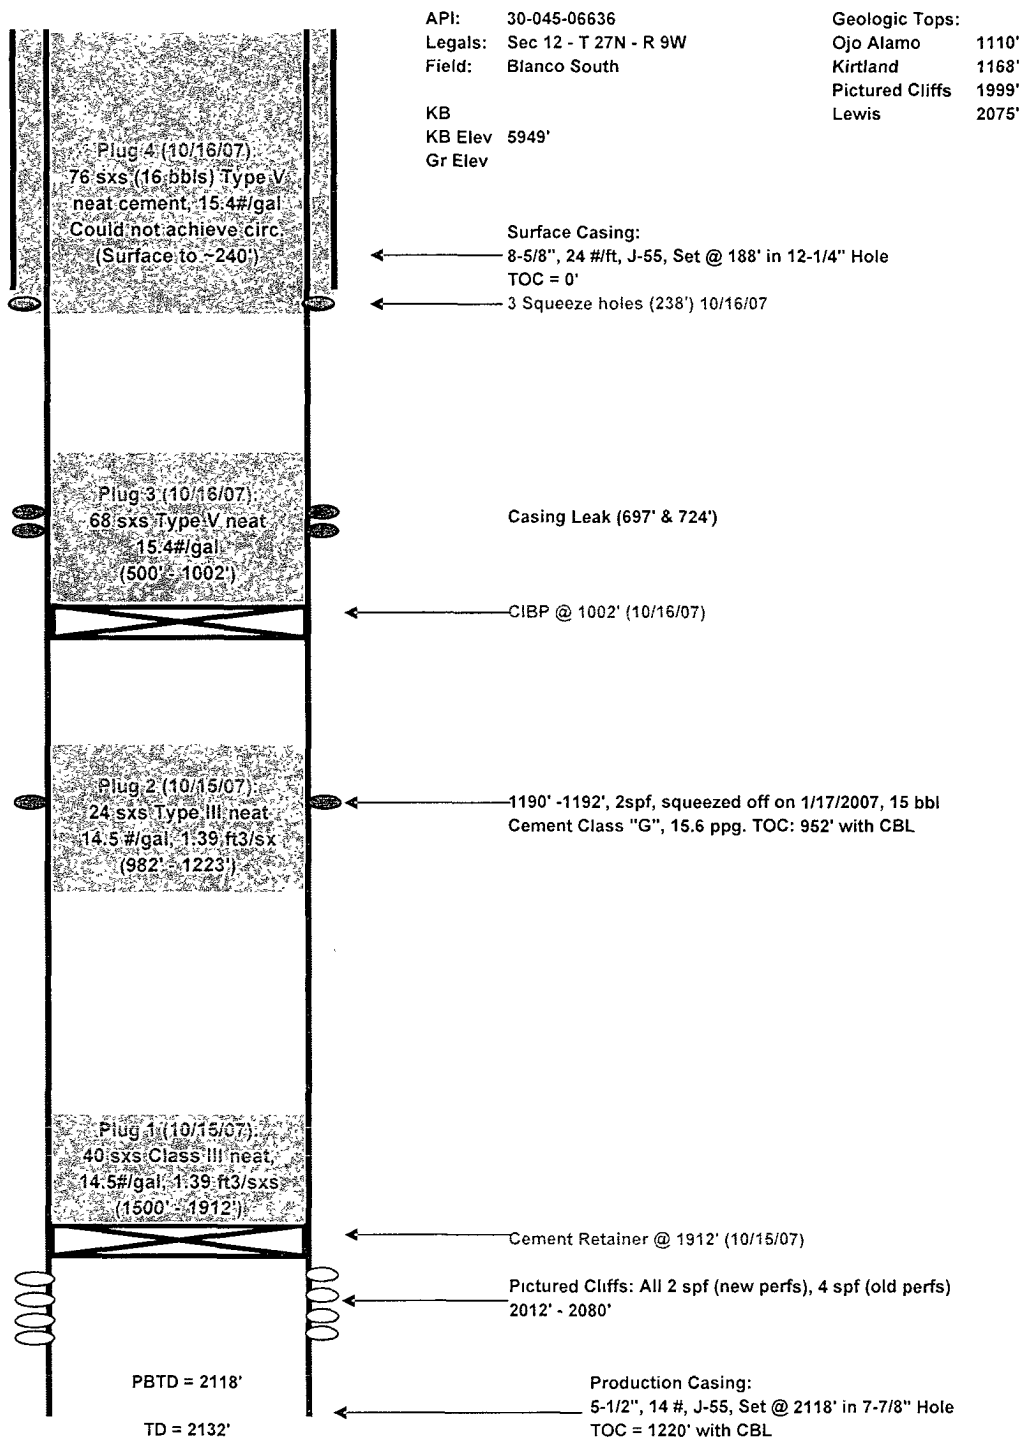 API: 30-045-06636
Legals: Sec 12 - T 27N - R 9W
Field: Blanco South
KB
KB Elev 5949'
Gr Elev
Geologic Tops:
Ojo Alamo 1110'
Kirtland 1168'
Pictured Cliffs 1999'
Lewis 2075'
Plug 4 (10/16/07):
76 sxs (16 bbls) Type V
neat cement, 15.4#/gal
Could not achieve circ.
(Surface to ~240')
Surface Casing:
8-5/8", 24 #/ft, J-55, Set @ 188' in 12-1/4" Hole
TOC = 0'
3 Squeeze holes (238') 10/16/07
Plug 3 (10/16/07):
68 sxs Type V neat
15.4#/gal
(500' - 1002')
Casing Leak (697' & 724')
CIBP @ 1002' (10/16/07)
Plug 2 (10/15/07):
24 sxs Type III neat
14.5 #/gal, 1.39 ft3/sx
(982' - 1223')
1190' -1192', 2spf, squeezed off on 1/17/2007, 15 bbl
Cement Class "G", 15.6 ppg. TOC: 952' with CBL
Plug 1 (10/15/07):
40 sxs Class III neat,
14.5#/gal, 1.39 ft3/sxs
(1500' - 1912')
Cement Retainer @ 1912' (10/15/07)
Pictured Cliffs: All 2 spf (new perfs), 4 spf (old perfs)
2012' - 2080'
PBTD = 2118'
TD = 2132'
Production Casing:
5-1/2", 14 #, J-55, Set @ 2118' in 7-7/8" Hole
TOC = 1220' with CBL